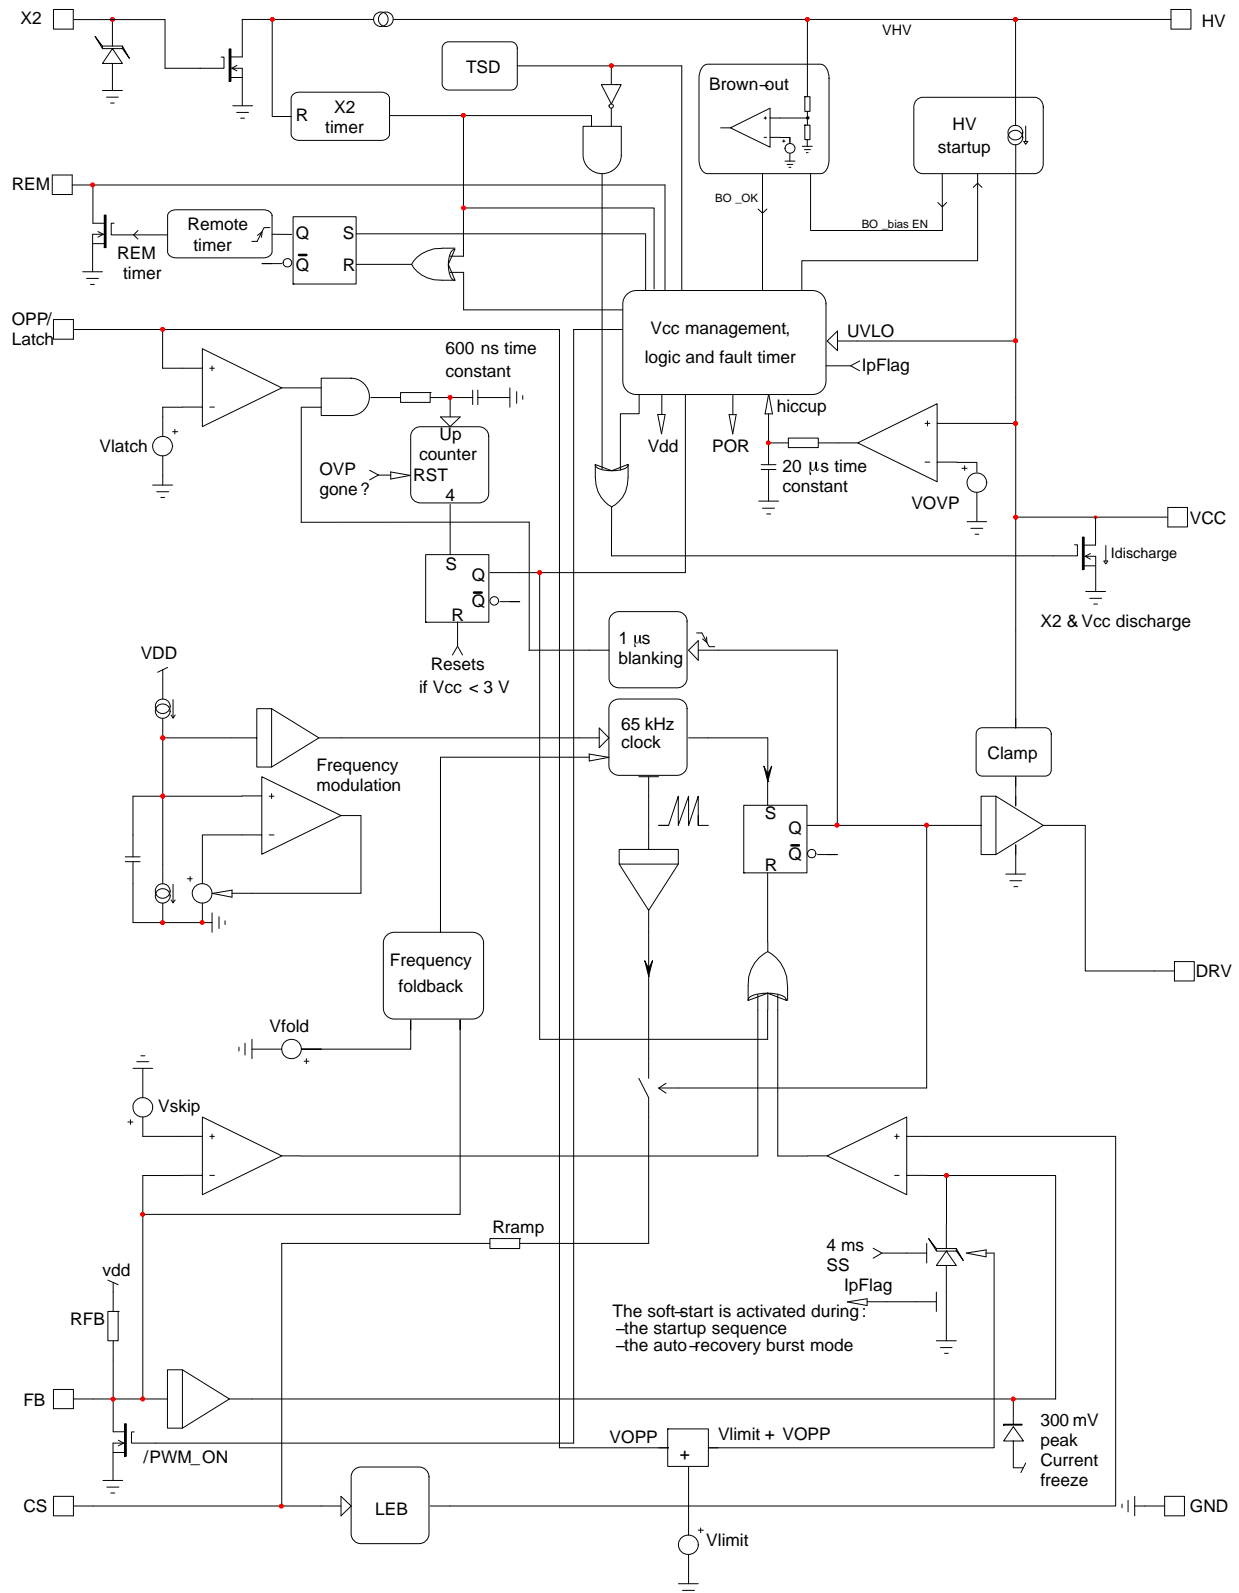 X2
HV
VHV
TSD
Brown-out
R
X2
timer
HV
startup
REM
BO_OK
BO_bias EN
Remote
timer
Q
S
Q
R
REM
timer
OPP/
Latch
Vcc management,
logic and fault timer
UVLO
IpFlag
600 ns time
constant
+
−
hiccup
Vlatch
+
Up
counter
RST
4
OVP
gone ?
Vdd
POR
+
−
+
20 µs time
constant
VOVP
VCC
Idischarge
X2 & Vcc discharge
S
Q
Q
R
Resets
if Vcc < 3 V
1 µs
blanking
VDD
65 kHz
clock
Clamp
Frequency
modulation
+
−
+
S
Q
Q
R
Frequency
foldback
DRV
Vfold
+
Vskip
+
+
−
+
−
Rramp
4 ms
SS
IpFlag
vdd
RFB
The soft-start is activated during:
-the startup sequence
-the auto-recovery burst mode
FB
300 mV
peak
Current
freeze
/PWM_ON
VOPP
+
Vlimit + VOPP
CS
LEB
GND
+
Vlimit